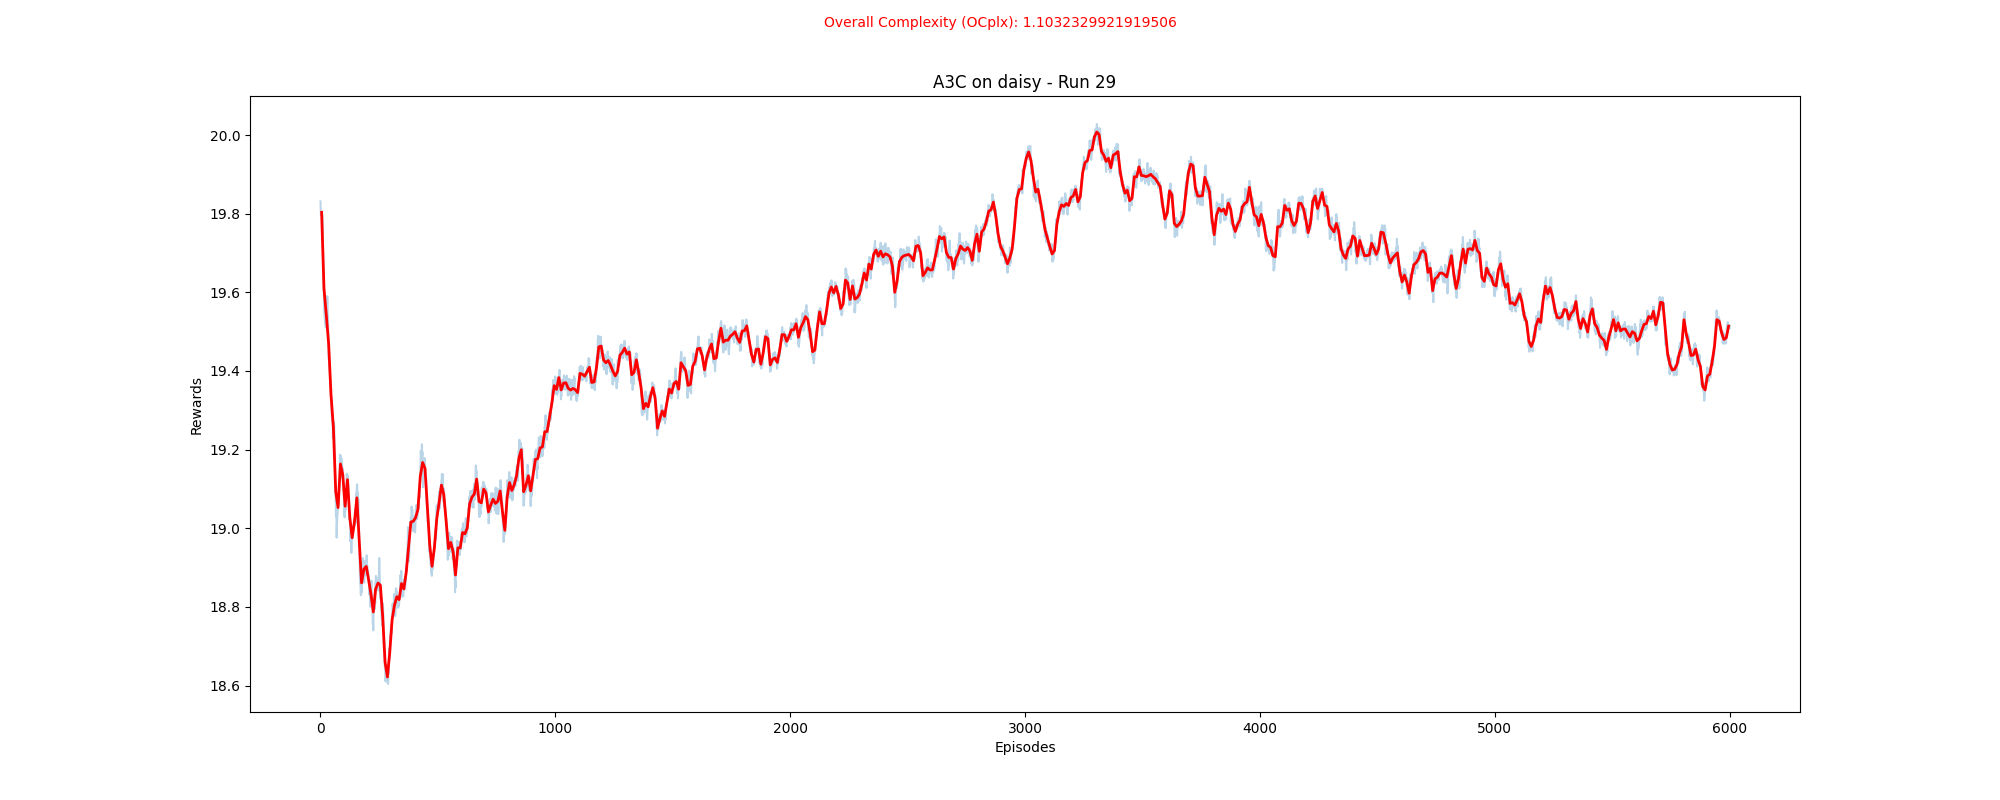 Overall Complexity (OCplx): 1.1032329921919506
A3C on daisy - Run 29
20.0
19.8
19.6
19.4
19.2
19.0
18.8
18.6
Rewards
0 1000 2000 3000 4000 5000 6000
Episodes